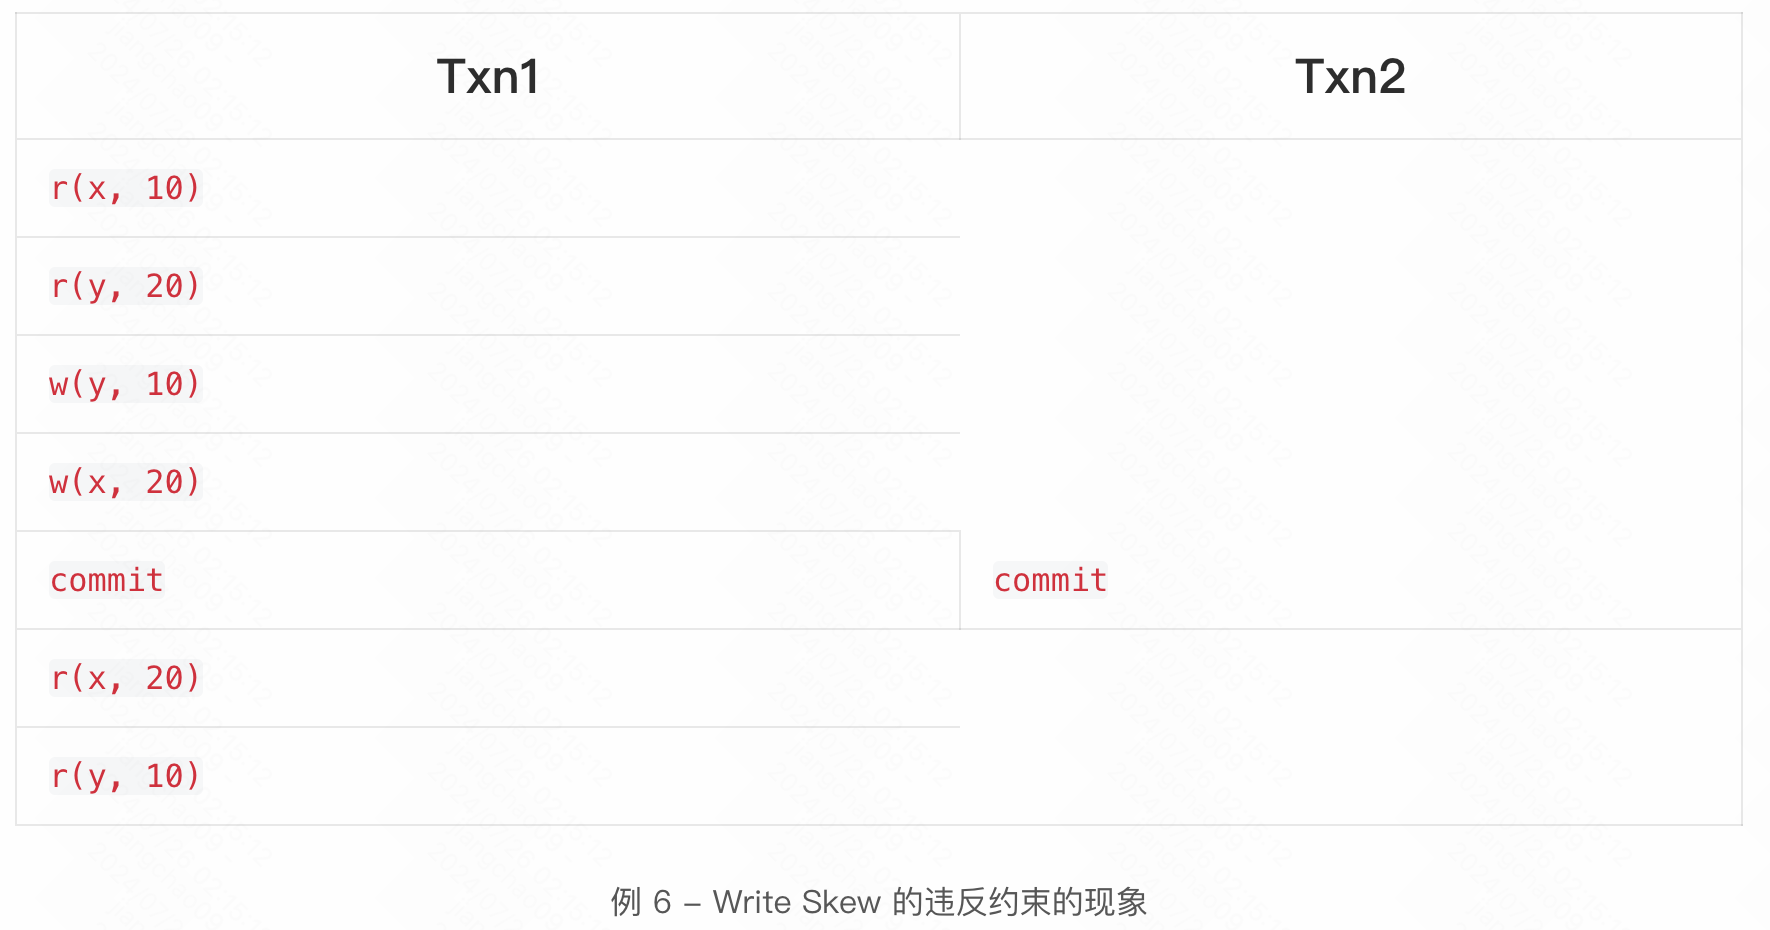 Txn1 Txn2
r(x, 10)
r(y, 20)
w(y, 10)
w(x, 20)
commit commit
r(x, 20)
r(y, 10)
例 6 – Write Skew 的违反约束的现象